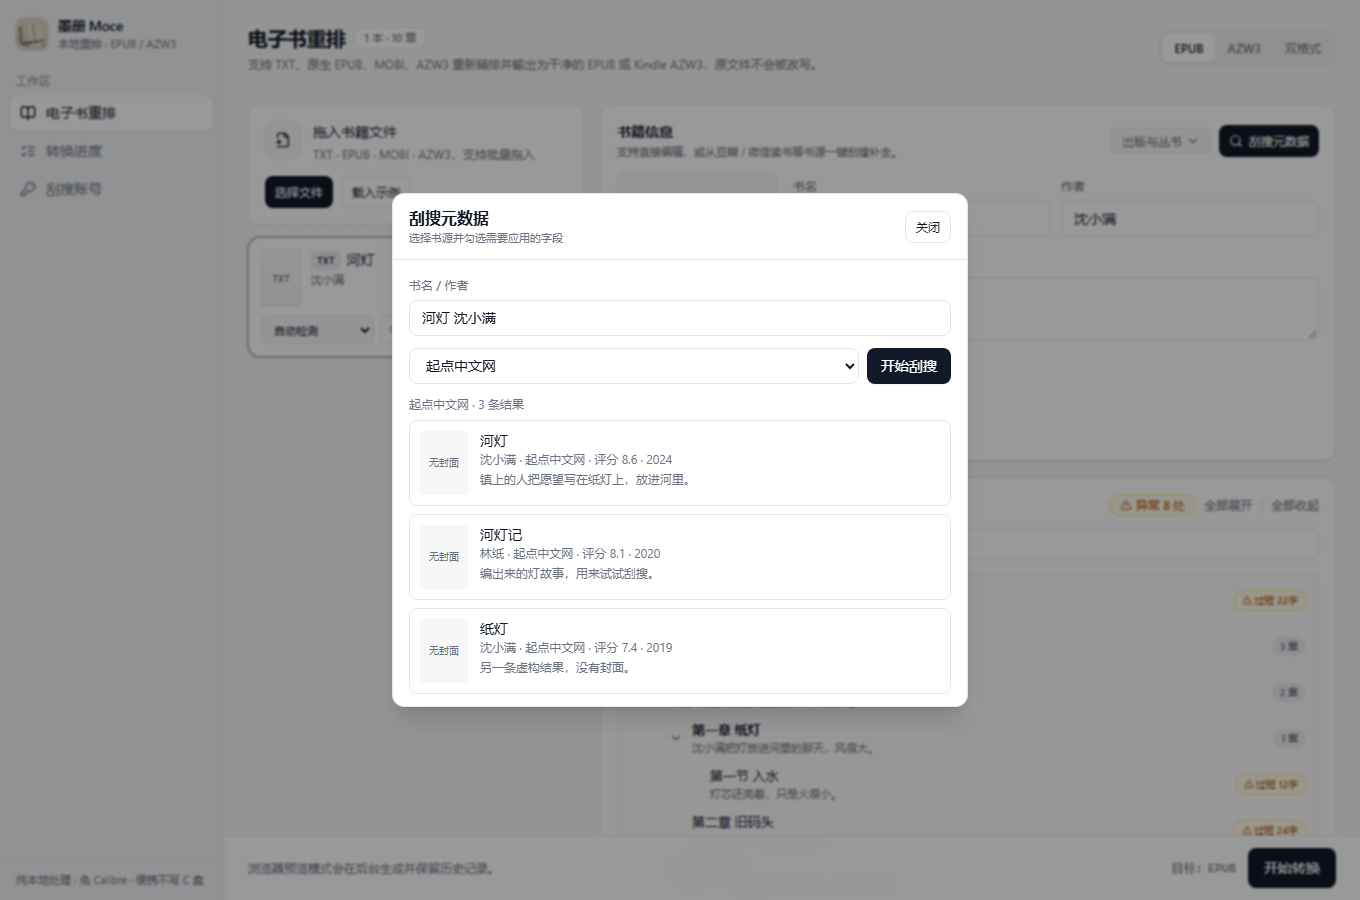 墨册 Moce
本地重排 · EPUB / AZW3
工作区
电子书重排
转换进度
刮搜账号
纯本地处理 · 免 Calibre · 便携不写 C 盘
电子书重排
1 本 · 10 章
支持 TXT、原生 EPUB、MOBI、AZW3 重新精排并输出为干净的 EPUB 或 Kindle AZW3，原文件不会被改写。
EPUB
AZW3
双格式
拖入书籍文件
TXT · EPUB · MOBI · AZW3，支持批量拖入
选择文件
载入示例
TXT
TXT
河灯
沈小满
自动检测
书籍信息
支持直接编辑，或从豆瓣 / 微信读书等书源一键刮搜补全。
出版与丛书
刮搜元数据
书名
作者
沈小满
刮搜元数据
选择书源并勾选需要应用的字段
关闭
书名 / 作者
河灯 沈小满
起点中文网
开始刮搜
起点中文网 · 3 条结果
无封面
河灯
沈小满 · 起点中文网 · 评分 8.6 · 2024
镇上的人把愿望写在纸灯上，放进河里。
无封面
河灯记
林纸 · 起点中文网 · 评分 8.1 · 2020
编出来的灯故事，用来试试刮搜。
无封面
纸灯
沈小满 · 起点中文网 · 评分 7.4 · 2019
另一条虚构结果，没有封面。
异常 8 处
全部展开
全部收起
过短 22字
3 章
2 章
第一章 纸灯
沈小满把灯放进河里的那天，风很大。
1 章
第一节 入水
灯芯还亮着，只是火很小。
过短 12字
第二章 旧码头
过短 24字
浏览器预览模式会在后台生成并保留历史记录。
目标：EPUB
开始转换